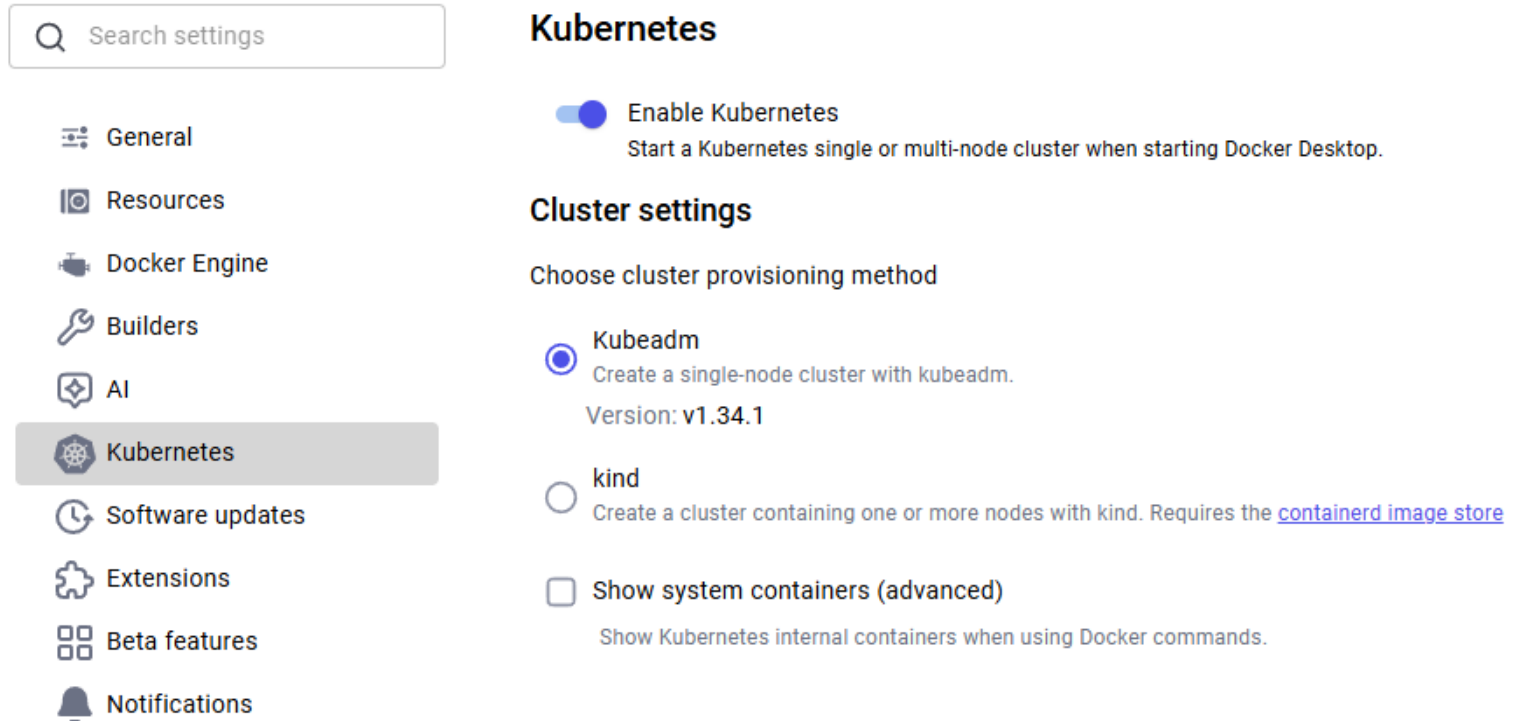 Search settings
General
Resources
Docker Engine
Builders
AI
Kubernetes
Software updates
Extensions
Beta features
Notifications
Kubernetes
Enable Kubernetes
Start a Kubernetes single or multi-node cluster when starting Docker Desktop.
Cluster settings
Choose cluster provisioning method
Kubeadm
Create a single-node cluster with kubeadm.
Version: v1.34.1
kind
Create a cluster containing one or more nodes with kind. Requires the containerd image store
Show system containers (advanced)
Show Kubernetes internal containers when using Docker commands.